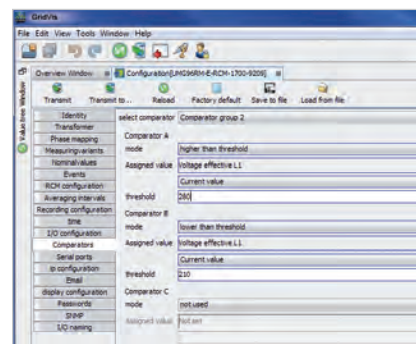 GridVis
File Edit View Tools Window Help
Overview Window
Configuration[UMG96RM-E-RCM-1700-9209]
Value tree Window
Transmit Transmit to... Reload Factory default Save to file Load from file
Identity
Transformer
Phase mapping
Measuringvariants
Nominalvalues
Events
RCM configuration
Averaging intervals
Recording configuration
time
I/O configuration
Comparators
Serial ports
ip configuration
Email
display configuration
Passwords
SNMP
I/O naming
select comparator Comparator group 2
Comparator A
mode higher than threshold
Assigned value Voltage effective L1
Current value
threshold 280
Comparator B
mode lower than threshold
Assigned value Voltage effective L1
Current value
threshold 210
Comparator C
mode not used
Assigned value Not set